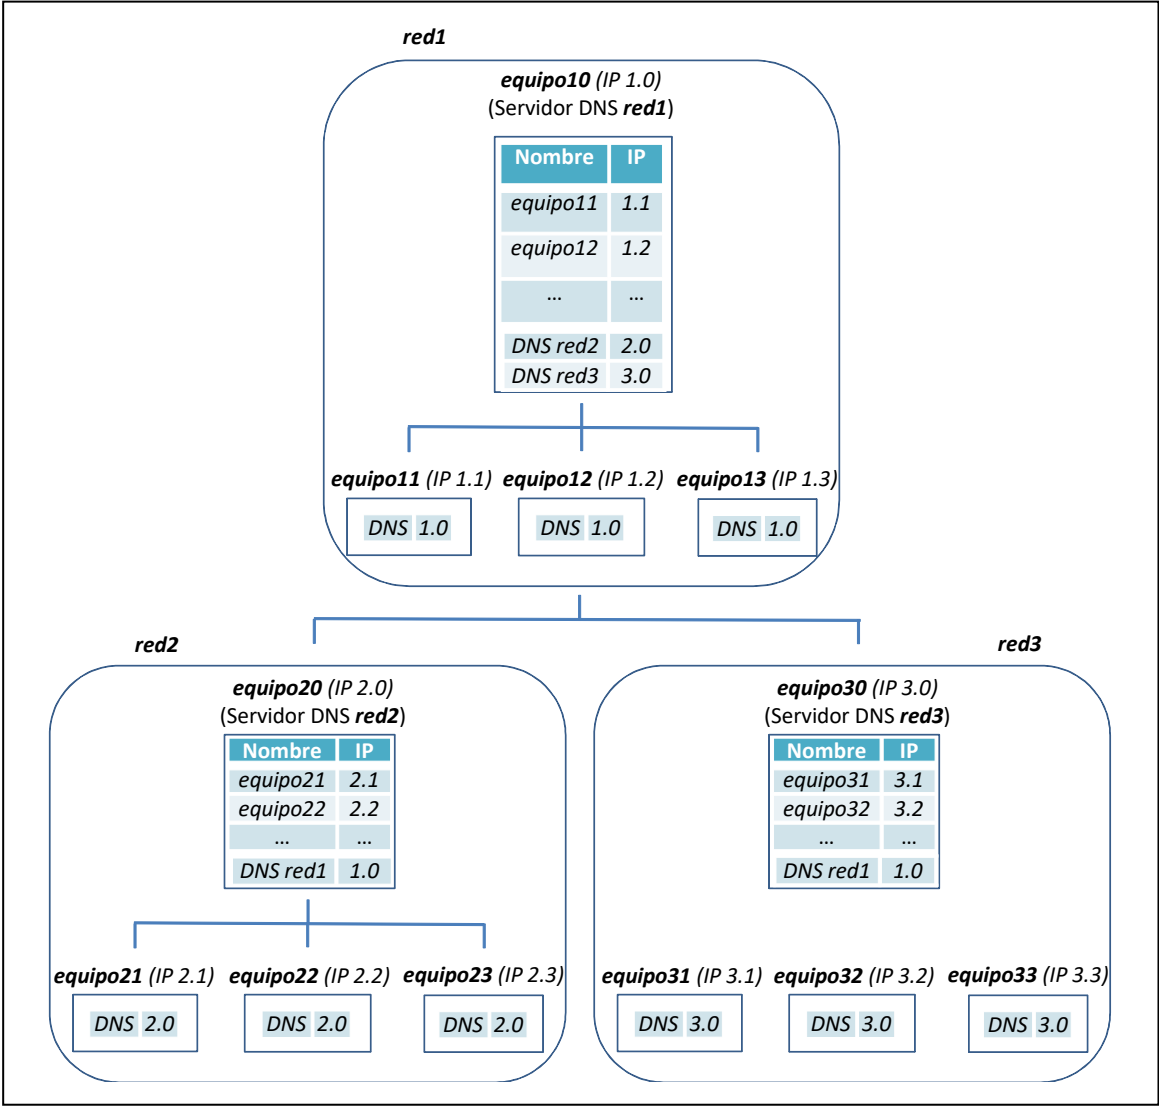 red1
equipo10 (IP 1.0)
(Servidor DNS red1)
Nombre IP
equipo11 1.1
equipo12 1.2
... ...
DNS red2 2.0
DNS red3 3.0
equipo11 (IP 1.1) equipo12 (IP 1.2) equipo13 (IP 1.3)
DNS 1.0 DNS 1.0 DNS 1.0
red2 red3
equipo20 (IP 2.0)
(Servidor DNS red2)
Nombre IP
equipo21 2.1
equipo22 2.2
... ...
DNS red1 1.0
equipo21 (IP 2.1) equipo22 (IP 2.2) equipo23 (IP 2.3)
DNS 2.0 DNS 2.0 DNS 2.0
equipo30 (IP 3.0)
(Servidor DNS red3)
Nombre IP
equipo31 3.1
equipo32 3.2
... ...
DNS red1 1.0
equipo31 (IP 3.1) equipo32 (IP 3.2) equipo33 (IP 3.3)
DNS 3.0 DNS 3.0 DNS 3.0